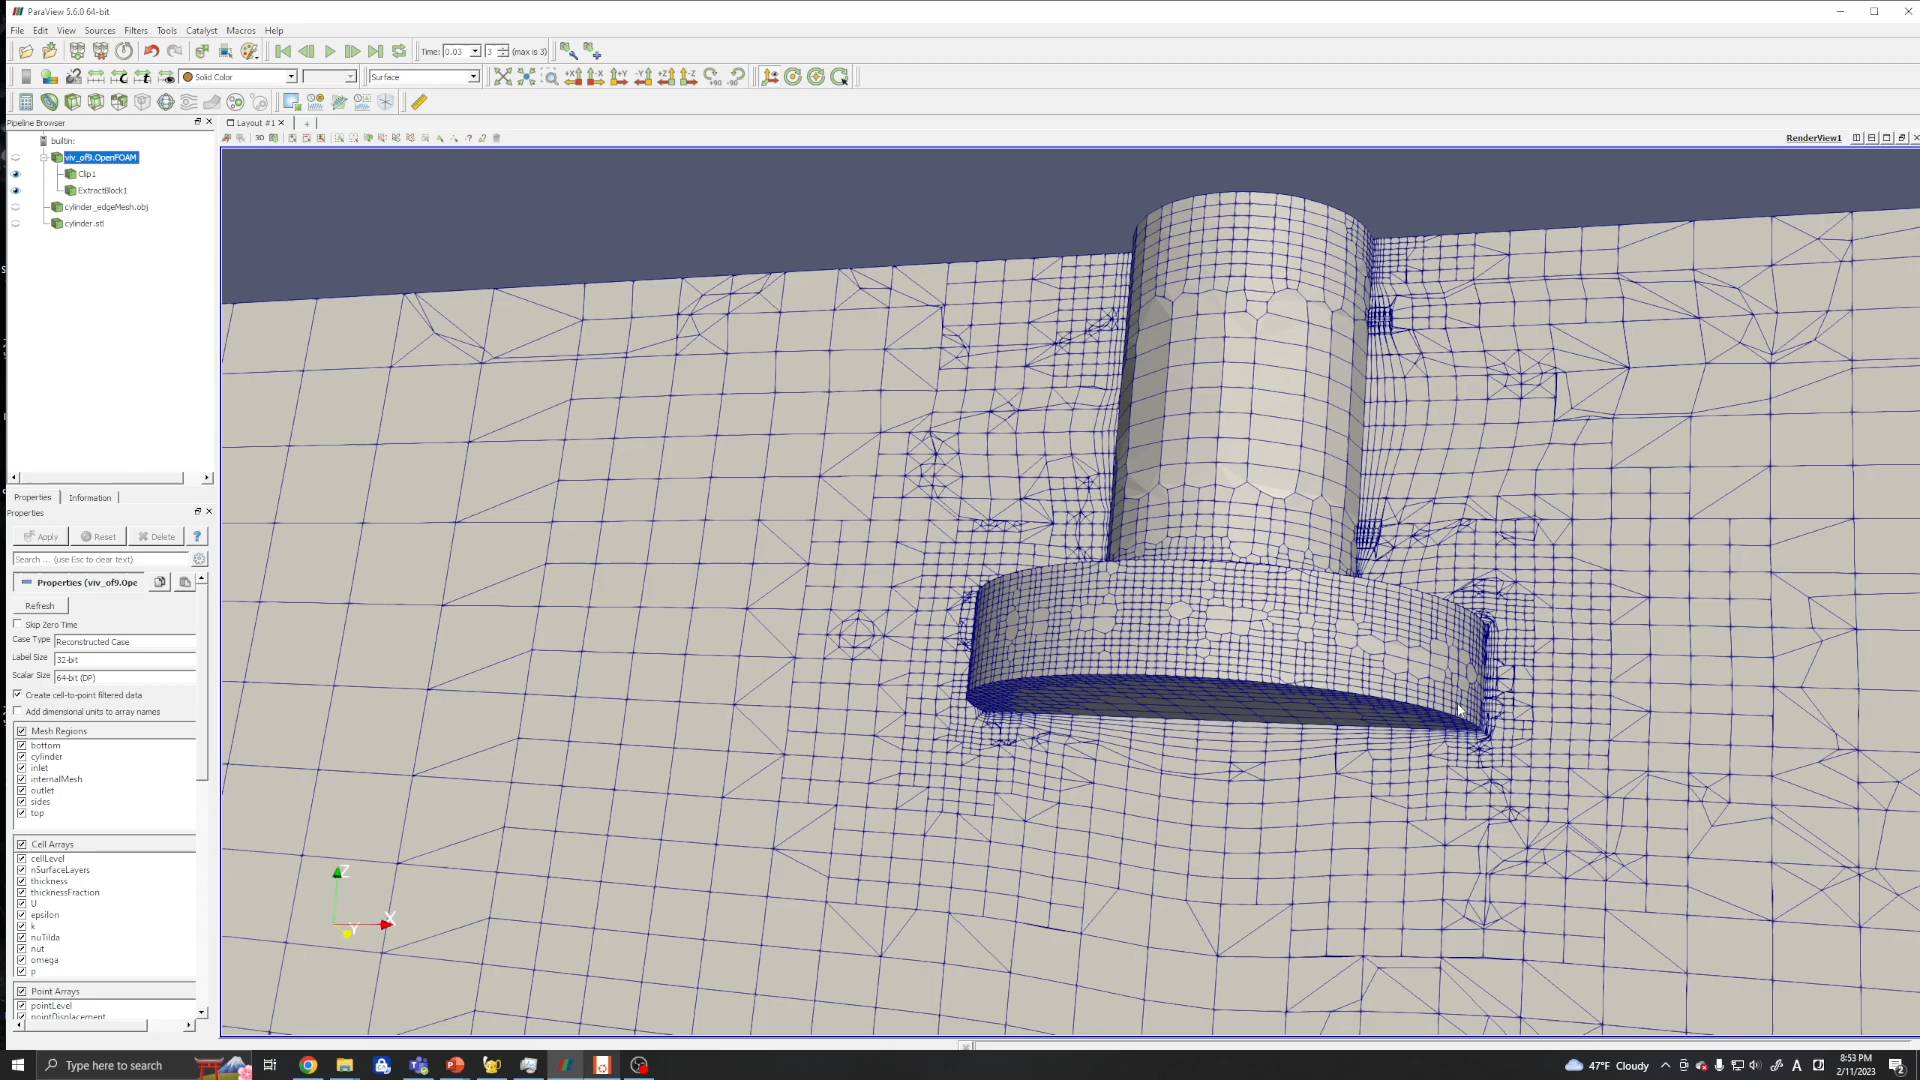 ParaView 5.6.0 64-bit
File Edit View Sources Filters Tools Catalyst Macros Help
Time: 0.03 3 (max is 3)
Solid Color Surface
+X -X +Y -Y +Z -Z +90 -90
Pipeline Browser
Layout #1 +
3D
RenderView1
builtin:
viv_of9.OpenFOAM
Clip1
ExtractBlock1
cylinder_edgeMesh.obj
cylinder.stl
Properties Information
Properties
Apply Reset Delete ?
Search ... (use Esc to clear text)
Properties (viv_of9.Ope
Refresh
Skip Zero Time
Case Type Reconstructed Case
Label Size 32-bit
Scalar Size 64-bit (DP)
Create cell-to-point filtered data
Add dimensional units to array names
Mesh Regions
bottom
cylinder
inlet
internalMesh
outlet
sides
top
Cell Arrays
cellLevel
nSurfaceLayers
thickness
thicknessFraction
U
epsilon
k
nuTilda
nut
omega
p
Point Arrays
pointLevel
pointDisplacement
Z
X
Y
Type here to search
47°F Cloudy
A
8:53 PM
2/11/2023
2